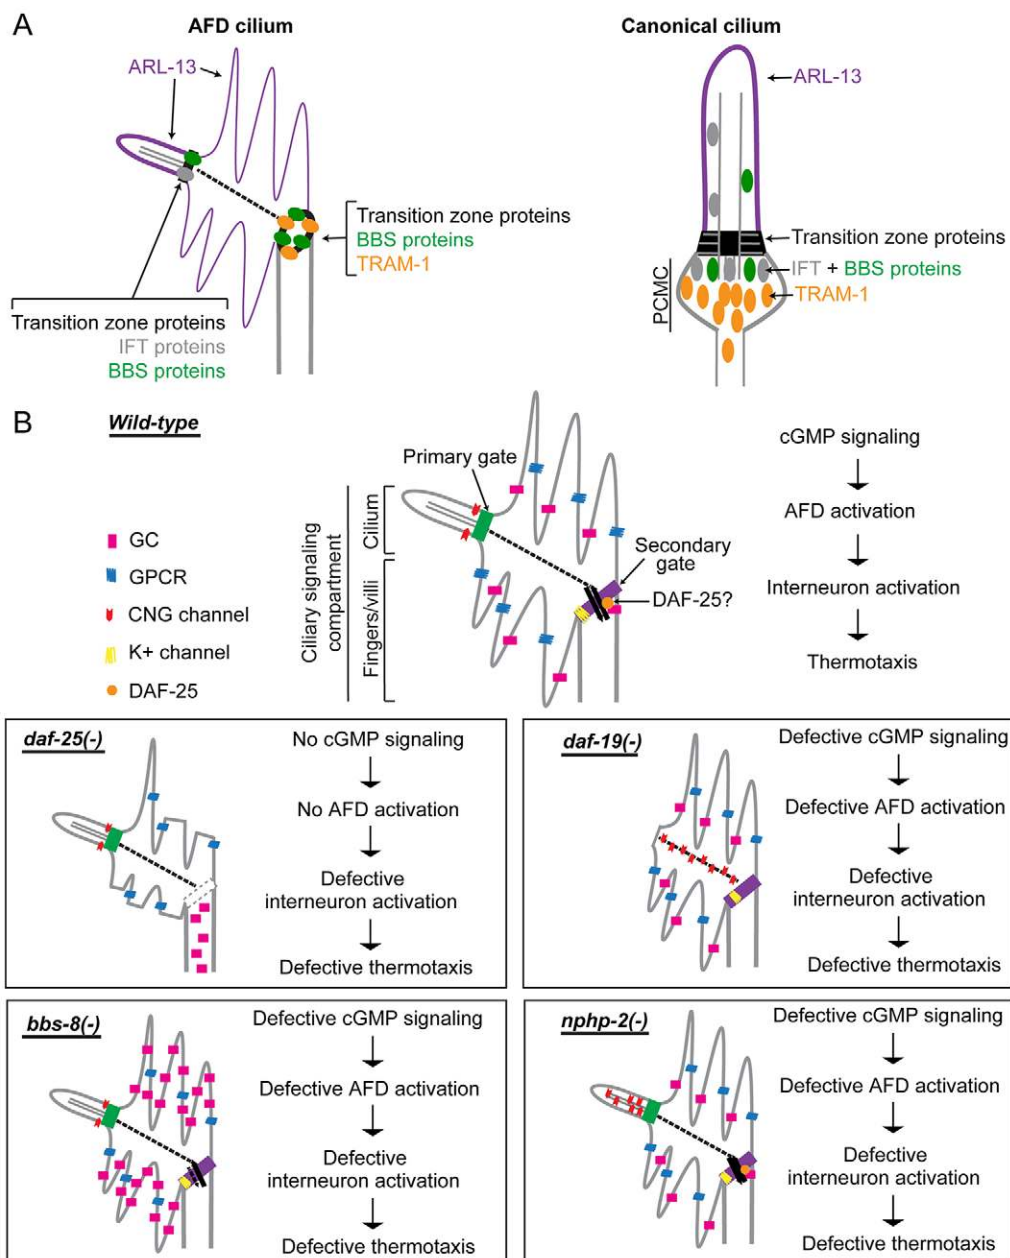 A
AFD cilium
ARL-13
Transition zone proteins
BBS proteins
TRAM-1
Transition zone proteins
IFT proteins
BBS proteins
Canonical cilium
ARL-13
Transition zone proteins
IFT + BBS proteins
TRAM-1
PCMC
B
Wild-type
GC
GPCR
CNG channel
K+ channel
DAF-25
Ciliary signaling
compartment
Cilium
Fingers/villi
Primary gate
Secondary
gate
DAF-25?
cGMP signaling
AFD activation
Interneuron activation
Thermotaxis
daf-25(-)
No cGMP signaling
No AFD activation
Defective
interneuron activation
Defective thermotaxis
daf-19(-)
Defective cGMP signaling
Defective AFD activation
Defective
interneuron activation
Defective thermotaxis
bbs-8(-)
Defective cGMP signaling
Defective AFD activation
Defective
interneuron activation
Defective thermotaxis
nphp-2(-)
Defective cGMP signaling
Defective AFD activation
Defective
interneuron activation
Defective thermotaxis